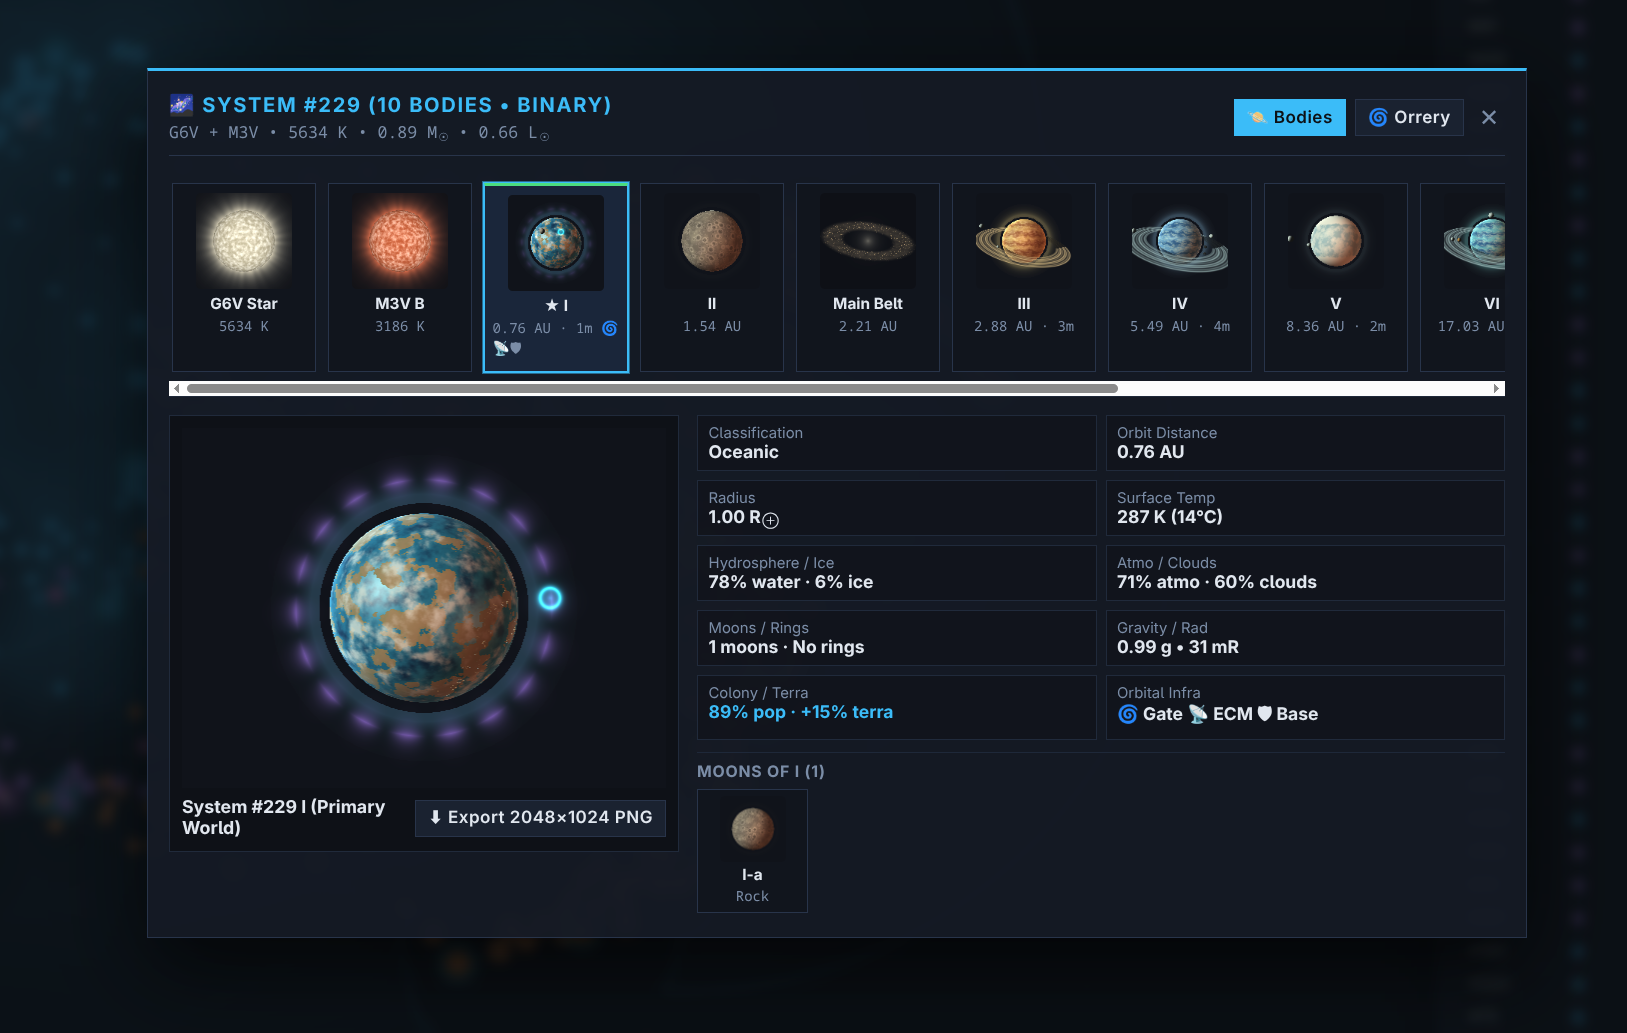 🌌 SYSTEM #229 (10 BODIES • BINARY)
G6V + M3V • 5634 K • 0.89 M☉ • 0.66 L☉
🪐 Bodies
🌀 Orrery
✕
G6V Star
5634 K
M3V B
3186 K
★ I
0.76 AU · 1m 🌀
📡🛡
II
1.54 AU
Main Belt
2.21 AU
III
2.88 AU · 3m
IV
5.49 AU · 4m
V
8.36 AU · 2m
VI
17.03 AU
Classification
Oceanic
Orbit Distance
0.76 AU
Radius
1.00 R⊕
Surface Temp
287 K (14°C)
Hydrosphere / Ice
78% water · 6% ice
Atmo / Clouds
71% atmo · 60% clouds
Moons / Rings
1 moons · No rings
Gravity / Rad
0.99 g • 31 mR
Colony / Terra
89% pop · +15% terra
Orbital Infra
🌀 Gate 📡 ECM 🛡 Base
System #229 I (Primary
World)
⬇ Export 2048×1024 PNG
MOONS OF I (1)
I-a
Rock